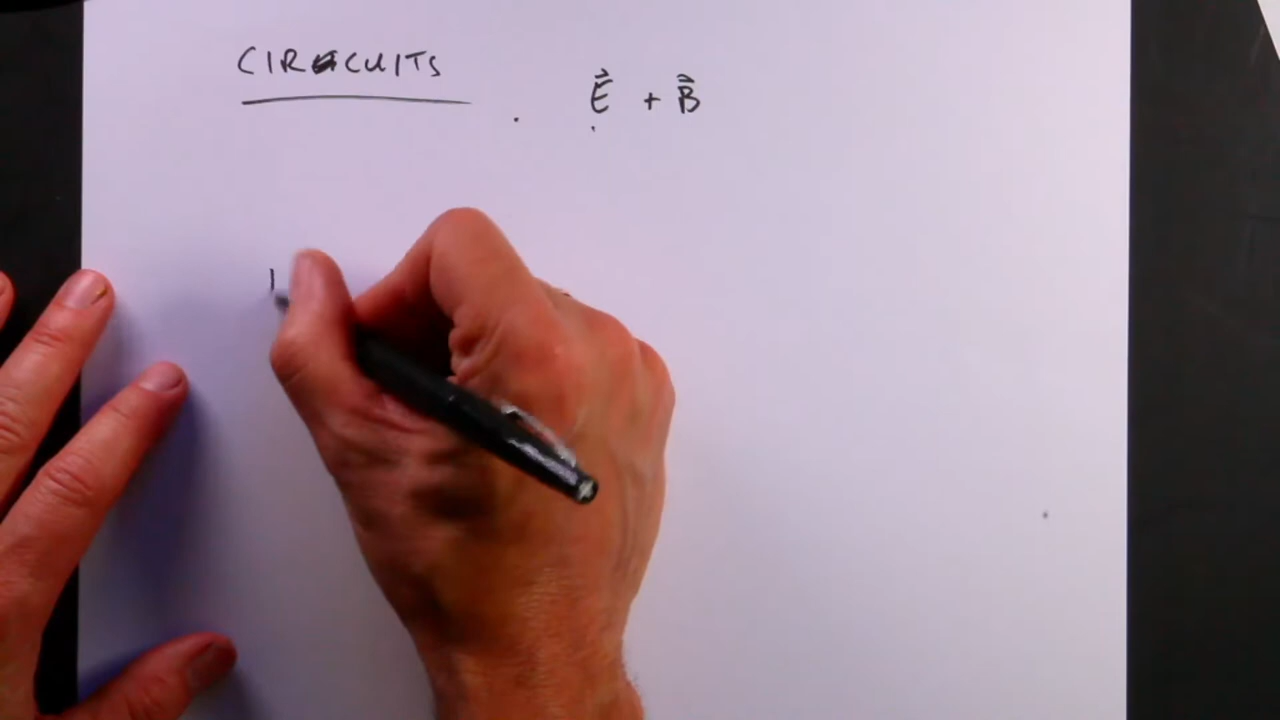 CIRCUITS
E⃗ + B⃗